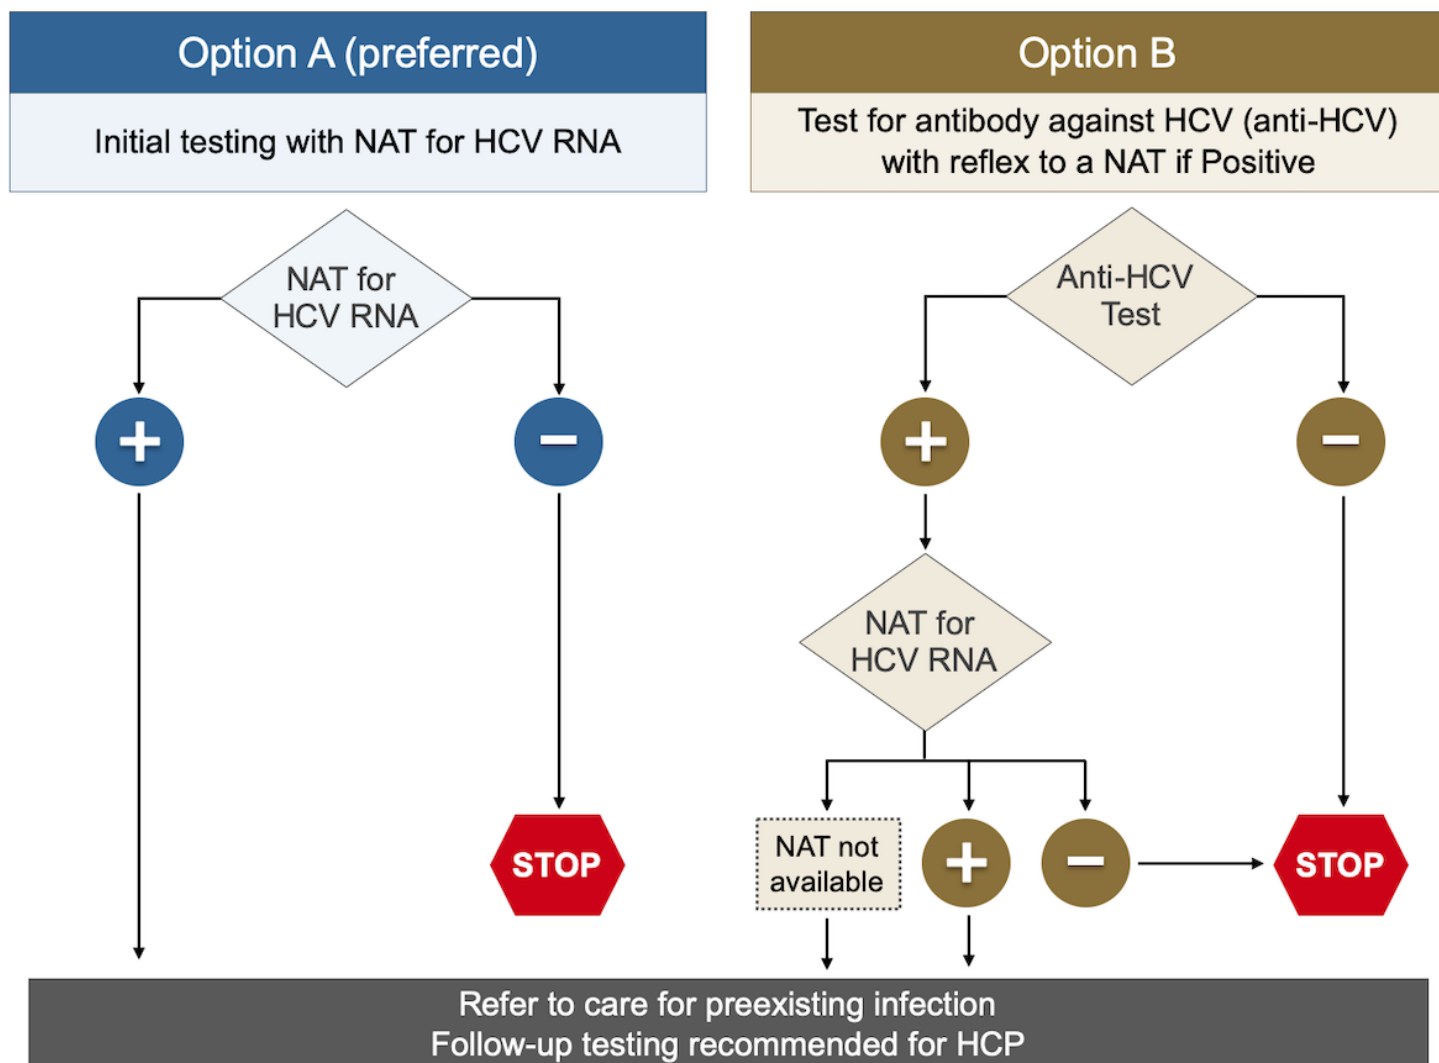 Option A (preferred)
Initial testing with NAT for HCV RNA
NAT for
HCV RNA
+
−
STOP
Option B
Test for antibody against HCV (anti-HCV)
with reflex to a NAT if Positive
Anti-HCV
Test
+
−
NAT for
HCV RNA
NAT not
available
+
−
STOP
Refer to care for preexisting infection
Follow-up testing recommended for HCP